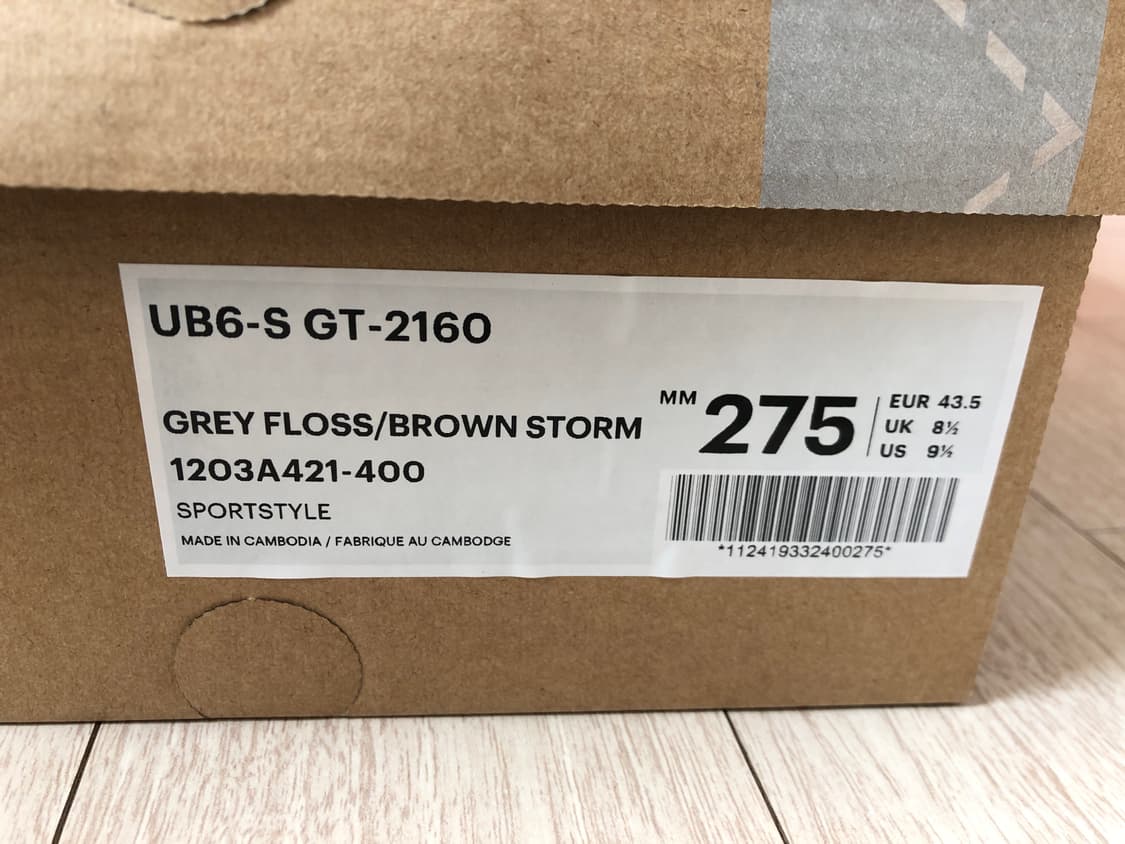 UB6-S GT-2160
GREY FLOSS/BROWN STORM
1203A421-400
SPORTSTYLE
MADE IN CAMBODIA / FABRIQUE AU CAMBODGE
MM 275
EUR 43.5
UK 8½
US 9½
*112419332400275*